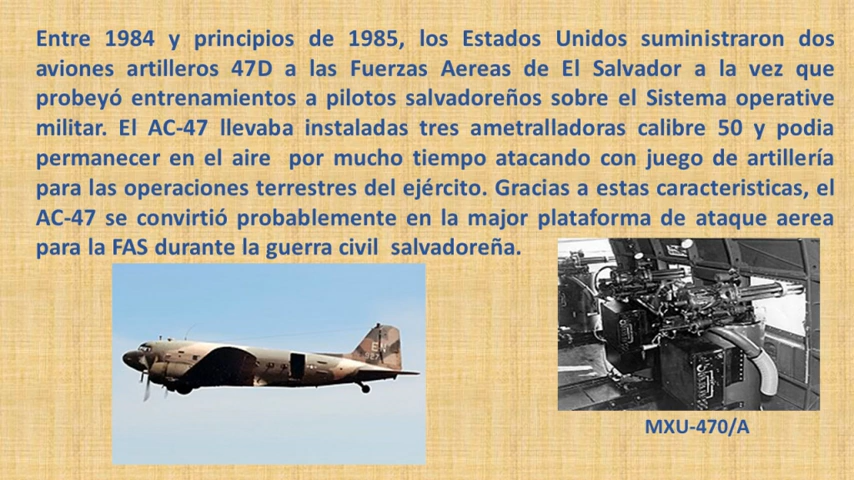 Entre 1984 y principios de 1985, los Estados Unidos suministraron dos
aviones artilleros 47D a las Fuerzas Aereas de El Salvador a la vez que
probeyó entrenamientos a pilotos salvadoreños sobre el Sistema operative
militar. El AC-47 llevaba instaladas tres ametralladoras calibre 50 y podia
permanecer en el aire por mucho tiempo atacando con juego de artillería
para las operaciones terrestres del ejército. Gracias a estas caracteristicas, el
AC-47 se convirtió probablemente en la major plataforma de ataque aerea
para la FAS durante la guerra civil salvadoreña.
EN
MXU-470/A